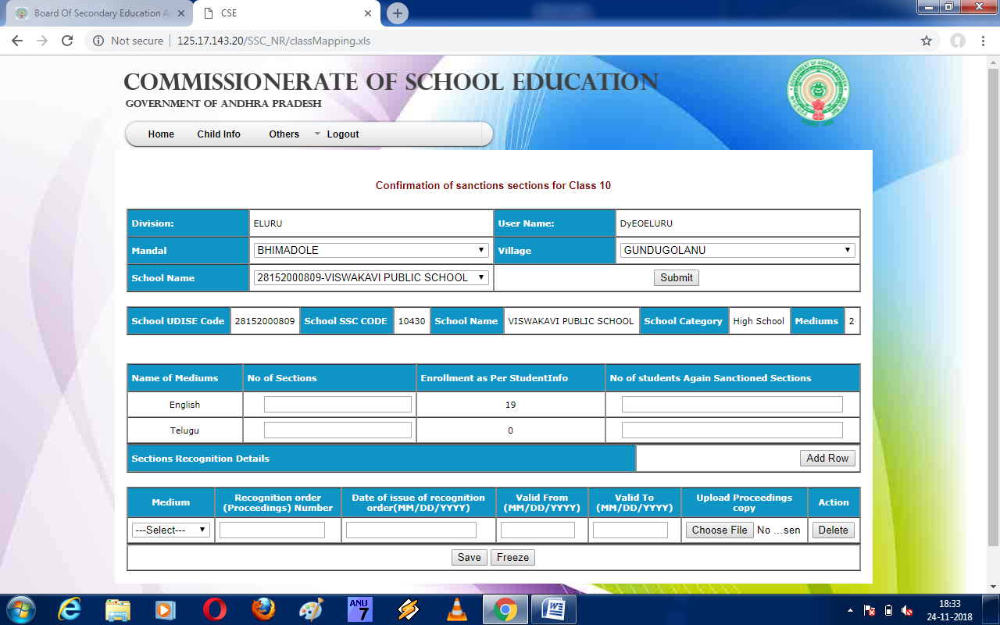 Board Of Secondary Education A
CSE
Not secure | 125.17.143.20/SSC_NR/classMapping.xls
COMMISSIONERATE OF SCHOOL EDUCATION
GOVERNMENT OF ANDHRA PRADESH
Home Child Info Others Logout
Confirmation of sanctions sections for Class 10
Division: ELURU User Name: DyEOELURU
Mandal BHIMADOLE Village GUNDUGOLANU
School Name 28152000809-VISWAKAVI PUBLIC SCHOOL Submit
School UDISE Code 28152000809 School SSC CODE 10430 School Name VISWAKAVI PUBLIC SCHOOL School Category High School Mediums 2
Name of Mediums No of Sections Enrollment as Per StudentInfo No of students Again Sanctioned Sections
English 19
Telugu 0
Sections Recognition Details Add Row
Medium Recognition order (Proceedings) Number Date of issue of recognition order(MM/DD/YYYY) Valid From (MM/DD/YYYY) Valid To (MM/DD/YYYY) Upload Proceedings copy Action
---Select--- Choose File No ...sen Delete
Save Freeze
ANU 7
18:33
24-11-2018